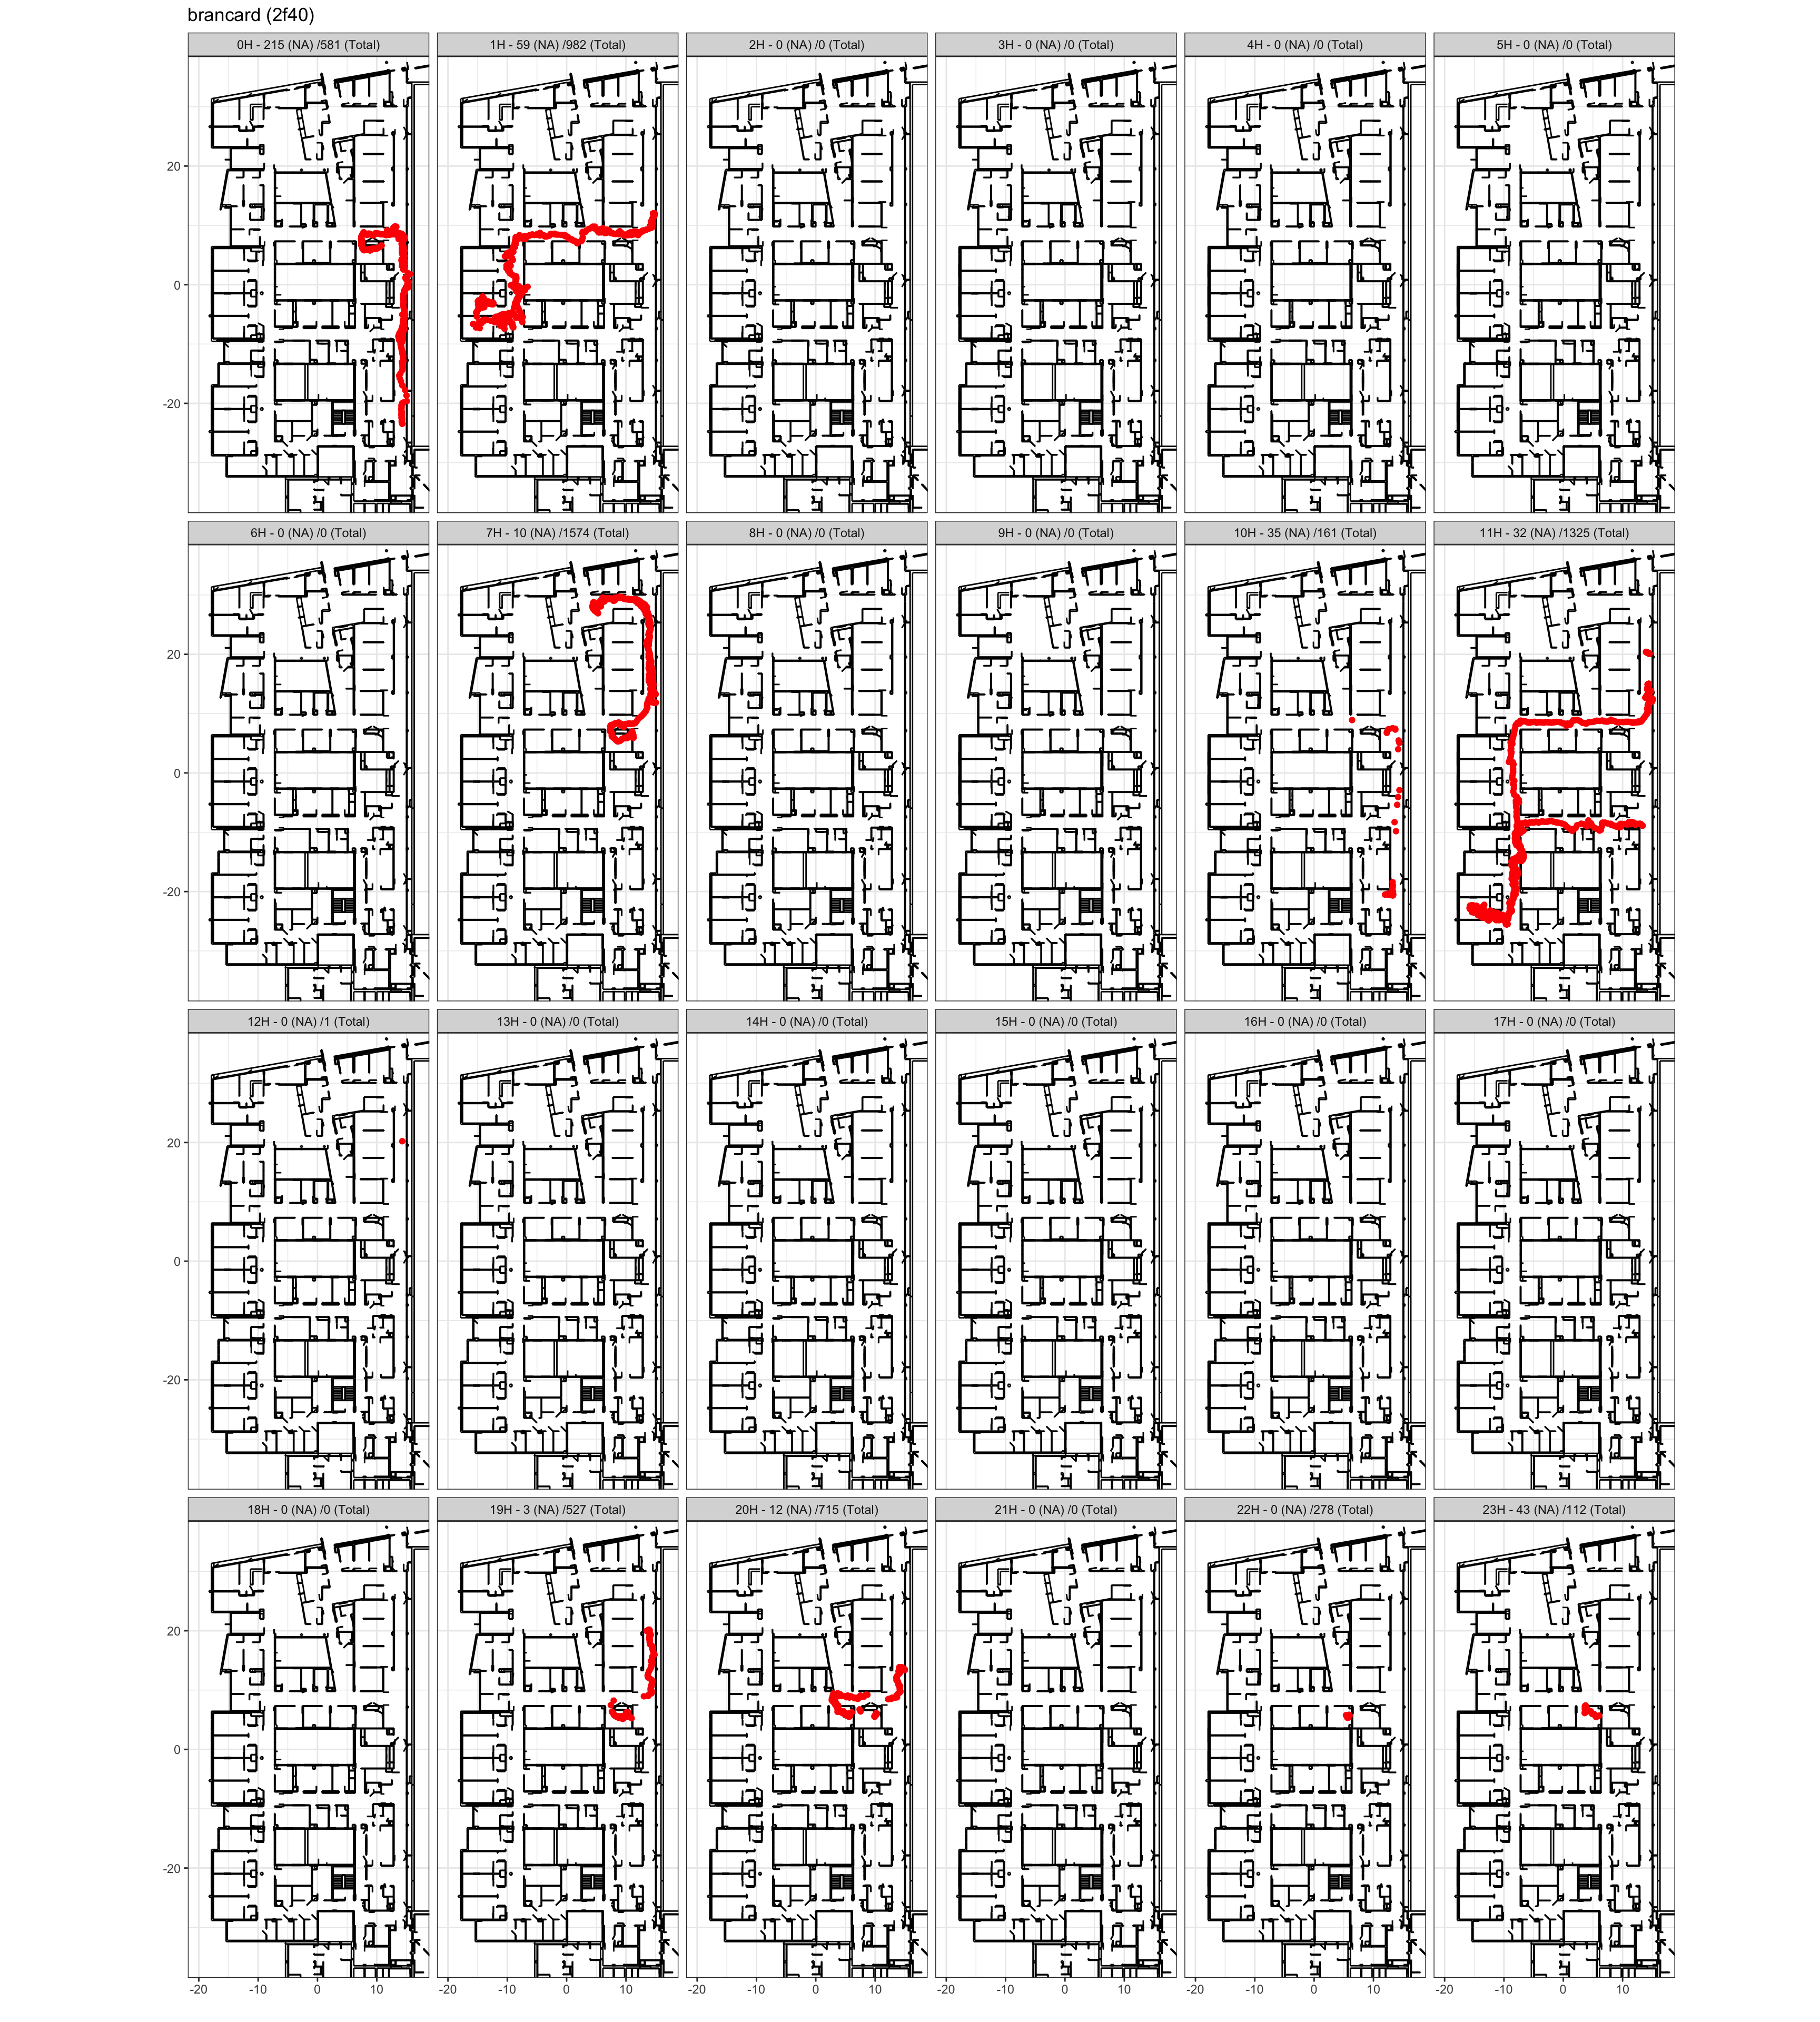 brancard (2f40)
0H - 215 (NA) /581 (Total) 1H - 59 (NA) /982 (Total) 2H - 0 (NA) /0 (Total) 3H - 0 (NA) /0 (Total) 4H - 0 (NA) /0 (Total) 5H - 0 (NA) /0 (Total)
20
0
-20
6H - 0 (NA) /0 (Total) 7H - 10 (NA) /1574 (Total) 8H - 0 (NA) /0 (Total) 9H - 0 (NA) /0 (Total) 10H - 35 (NA) /161 (Total) 11H - 32 (NA) /1325 (Total)
20
0
-20
12H - 0 (NA) /1 (Total) 13H - 0 (NA) /0 (Total) 14H - 0 (NA) /0 (Total) 15H - 0 (NA) /0 (Total) 16H - 0 (NA) /0 (Total) 17H - 0 (NA) /0 (Total)
20
0
-20
18H - 0 (NA) /0 (Total) 19H - 3 (NA) /527 (Total) 20H - 12 (NA) /715 (Total) 21H - 0 (NA) /0 (Total) 22H - 0 (NA) /278 (Total) 23H - 43 (NA) /112 (Total)
20
0
-20
-20 -10 0 10 -20 -10 0 10 -20 -10 0 10 -20 -10 0 10 -20 -10 0 10 -20 -10 0 10